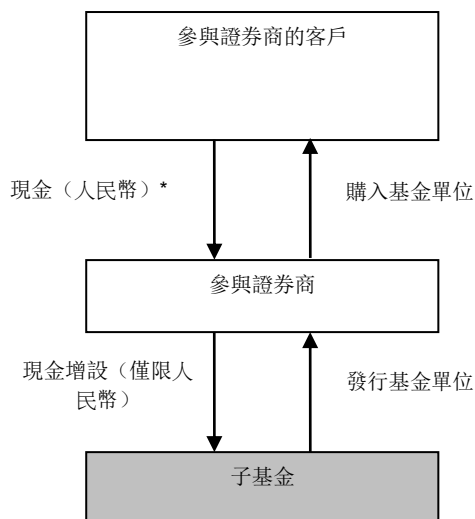 參與證券商的客戶
現金（人民幣）*
購入基金單位
參與證券商
現金增設（僅限人
民幣）
發行基金單位
子基金